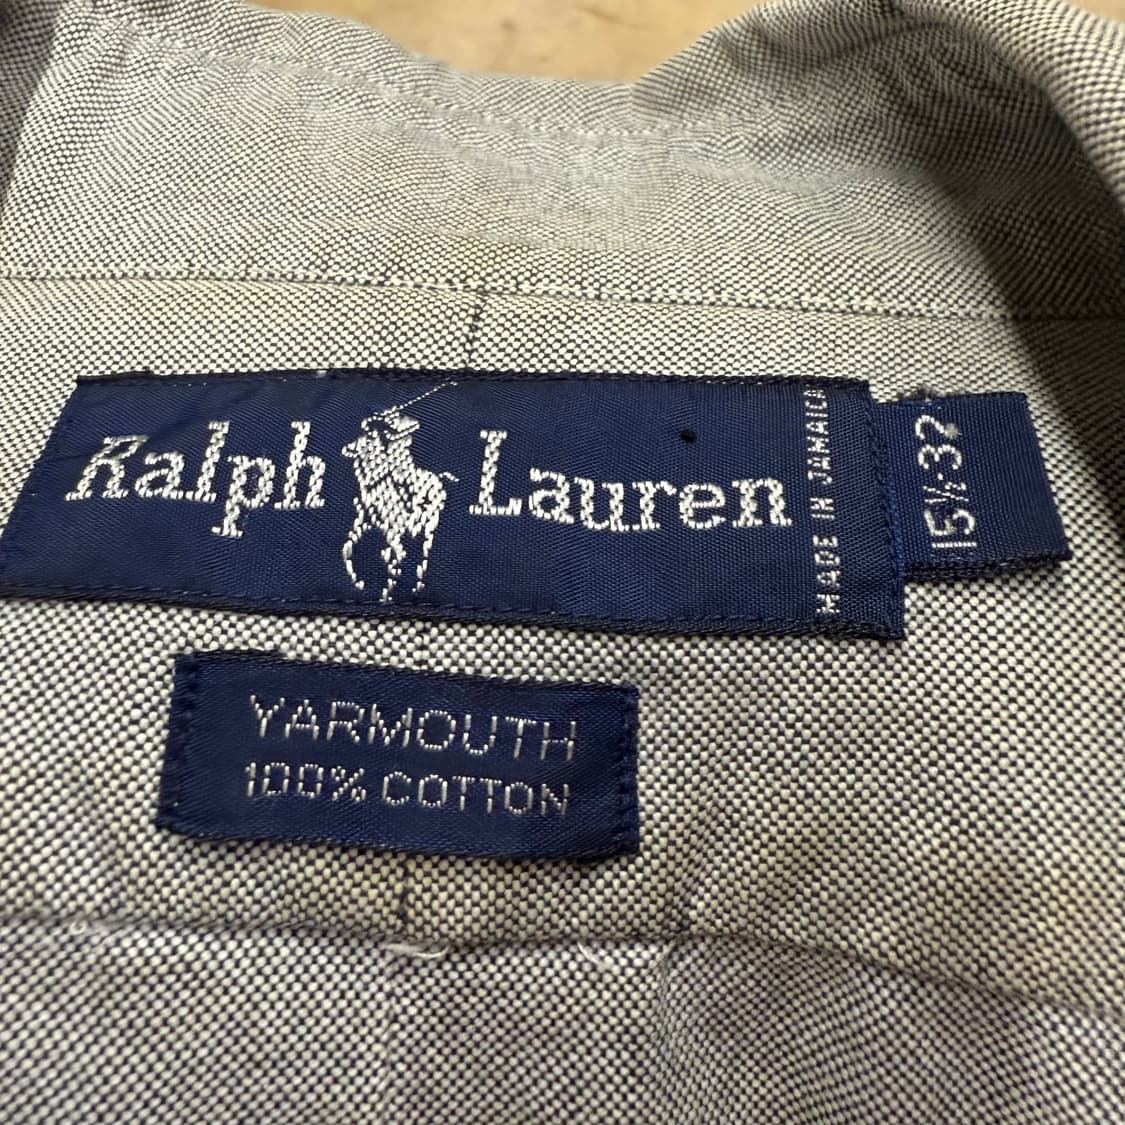 Ralph Lauren
MADE IN JAMAICA
15½-32
YARMOUTH
100% COTTON